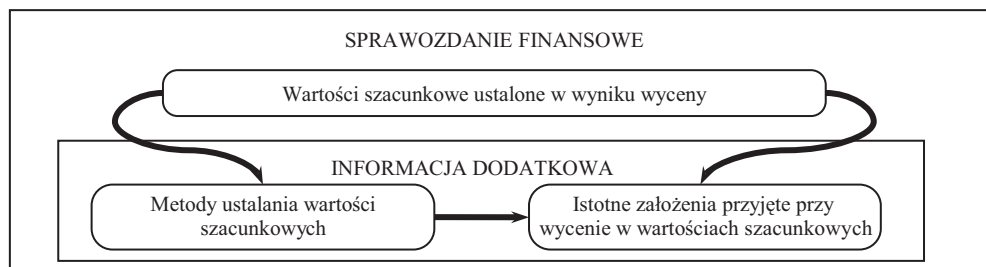 SPRAWOZDANIE FINANSOWE
Wartości szacunkowe ustalone w wyniku wyceny
INFORMACJA DODATKOWA
Metody ustalania wartości
szacunkowych
Istotne założenia przyjęte przy
wycenie w wartościach szacunkowych